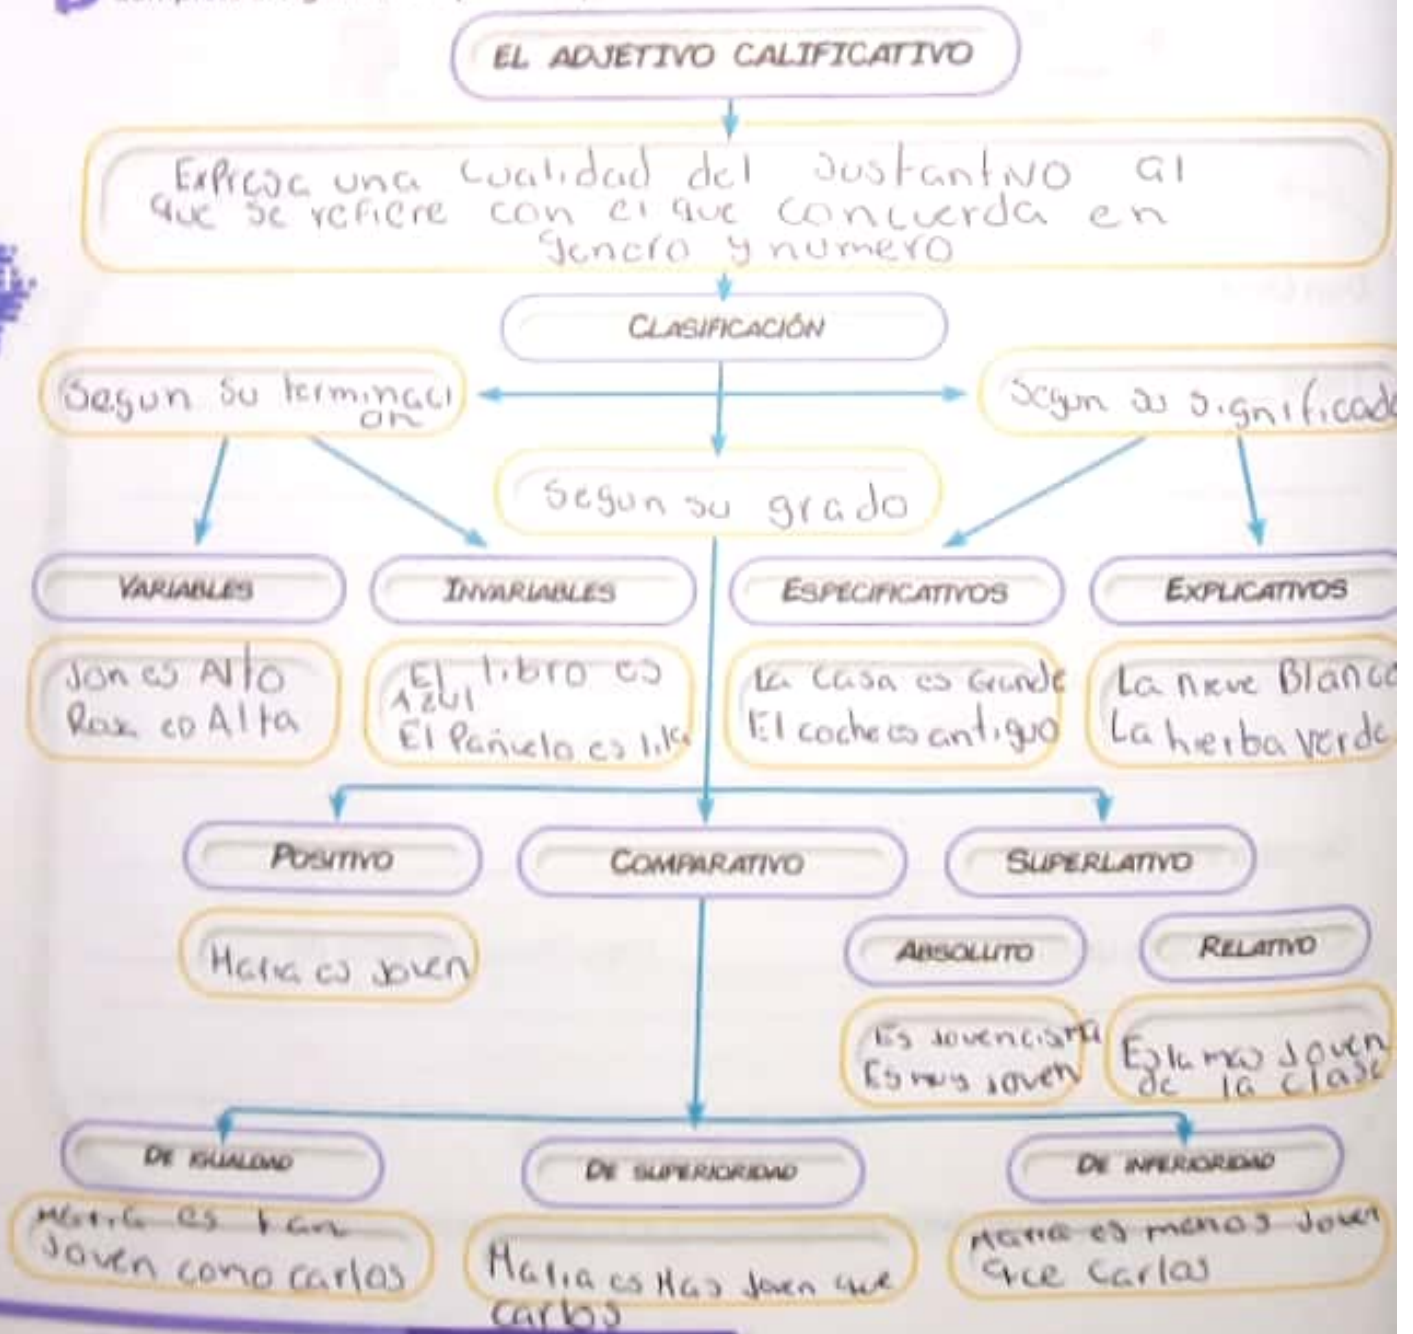 EL ADJETIVO CALIFICATIVO
Expresa una cualidad del sustantivo al
que se refiere con el que concuerda en
genero y numero
CLASIFICACIÓN
Segun su terminaci
on
Segun su significado
Segun su grado
VARIABLES
INVARIABLES
ESPECIFICATIVOS
EXPLICATIVOS
Jon es Alto
es Alta
El libro es
Azul
El Pañuelo es lila
La casa es Grande
El coche es antiguo
La nieve Blanca
La hierba verde
POSITIVO
COMPARATIVO
SUPERLATIVO
Maria es joven
ABSOLUTO
RELATIVO
Es jovencisima
Es muy joven
Es la mas joven
de la clase
DE IGUALDAD
DE SUPERIORIDAD
DE INFERIORIDAD
Maria es tan
joven como carlos
Maria es Mas joven que
carlos
Maria es menos joven
que carlos